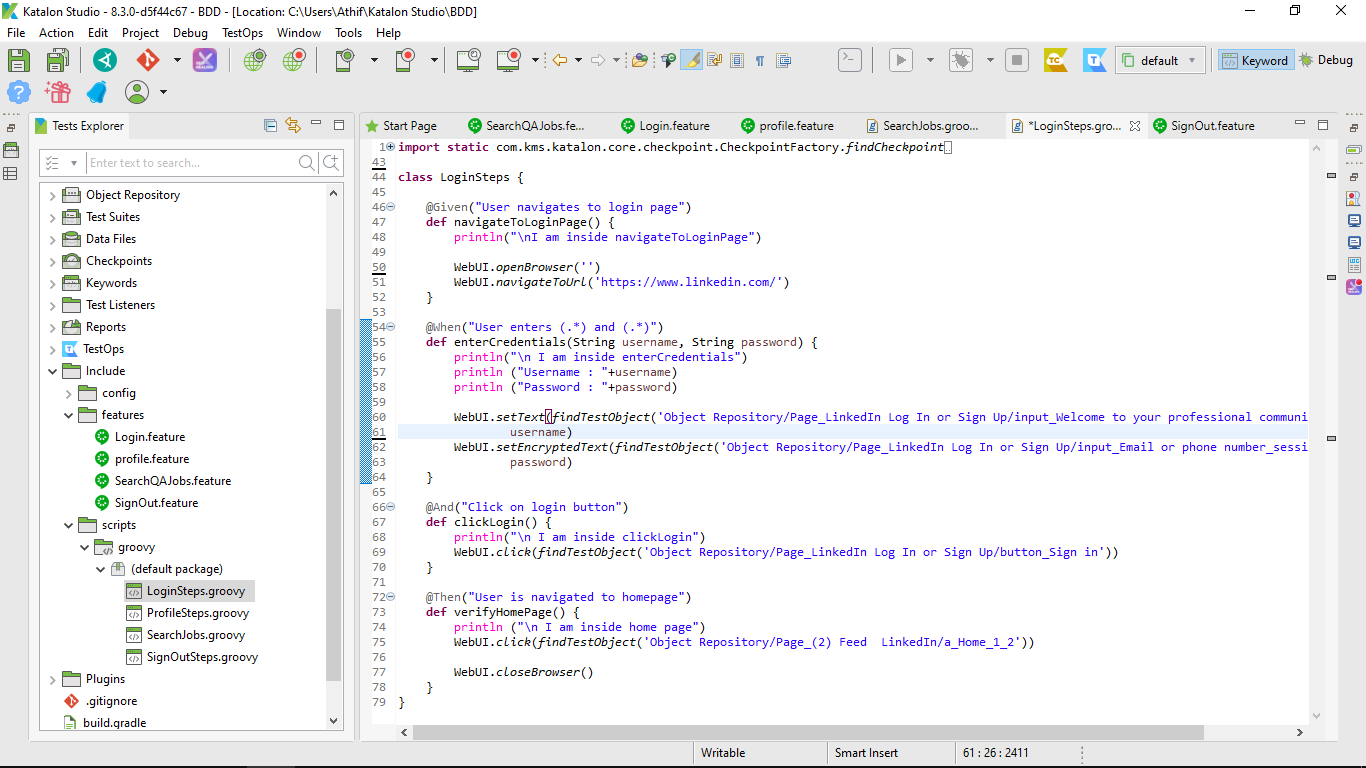 Katalon Studio - 8.3.0-d5f44c67 - BDD - [Location: C:\Users\Athif\Katalon Studio\BDD]
File Action Edit Project Debug TestOps Window Tools Help
TC T default Keyword Debug
Tests Explorer
Enter text to search...
Object Repository
Test Suites
Data Files
Checkpoints
Keywords
Test Listeners
Reports
TestOps
Include
config
features
Login.feature
profile.feature
SearchQAJobs.feature
SignOut.feature
scripts
groovy
(default package)
LoginSteps.groovy
ProfileSteps.groovy
SearchJobs.groovy
SignOutSteps.groovy
Plugins
.gitignore
build.gradle
Start Page SearchQAJobs.fe... Login.feature profile.feature SearchJobs.groo... *LoginSteps.gro... SignOut.feature
1 import static com.kms.katalon.core.checkpoint.CheckpointFactory.findCheckpoint
43
44 class LoginSteps {
45
46 @Given("User navigates to login page")
47 def navigateToLoginPage() {
48 println("\nI am inside navigateToLoginPage")
49
50 WebUI.openBrowser('')
51 WebUI.navigateToUrl('https://www.linkedin.com/')
52 }
53
54 @When("User enters (.*) and (.*)")
55 def enterCredentials(String username, String password) {
56 println("\n I am inside enterCredentials")
57 println ("Username : "+username)
58 println ("Password : "+password)
59
60 WebUI.setText(findTestObject('Object Repository/Page_LinkedIn Log In or Sign Up/input_Welcome to your professional communi
61 username)
62 WebUI.setEncryptedText(findTestObject('Object Repository/Page_LinkedIn Log In or Sign Up/input_Email or phone number_sessi
63 password)
64 }
65
66 @And("Click on login button")
67 def clickLogin() {
68 println("\n I am inside clickLogin")
69 WebUI.click(findTestObject('Object Repository/Page_LinkedIn Log In or Sign Up/button_Sign in'))
70 }
71
72 @Then("User is navigated to homepage")
73 def verifyHomePage() {
74 println ("\n I am inside home page")
75 WebUI.click(findTestObject('Object Repository/Page_(2) Feed  LinkedIn/a_Home_1_2'))
76
77 WebUI.closeBrowser()
78 }
79 }
Writable Smart Insert 61 : 26 : 2411